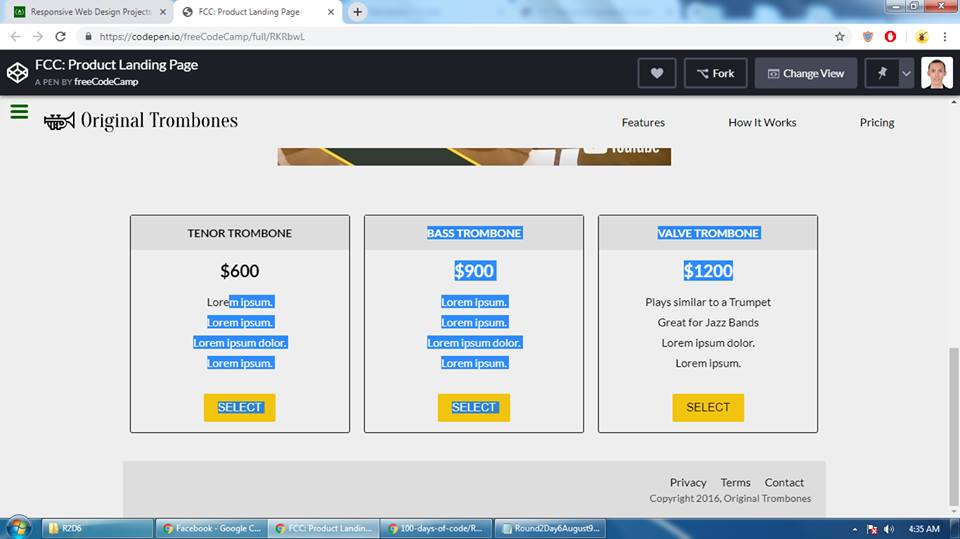 Responsive Web Design Projects
FCC: Product Landing Page
https://codepen.io/freeCodeCamp/full/RKRbwL
FCC: Product Landing Page
A PEN BY freeCodeCamp
Fork
Change View
Original Trombones
Features
How It Works
Pricing
YouTube
TENOR TROMBONE
$600
Lorem ipsum.
Lorem ipsum.
Lorem ipsum dolor.
Lorem ipsum.
SELECT
BASS TROMBONE
$900
Lorem ipsum.
Lorem ipsum.
Lorem ipsum dolor.
Lorem ipsum.
SELECT
VALVE TROMBONE
$1200
Plays similar to a Trumpet
Great for Jazz Bands
Lorem ipsum dolor.
Lorem ipsum.
SELECT
Privacy Terms Contact
Copyright 2016, Original Trombones
R2D6
Facebook - Google C...
FCC: Product Landin...
100-days-of-code/R...
Round2Day6August9...
4:35 AM